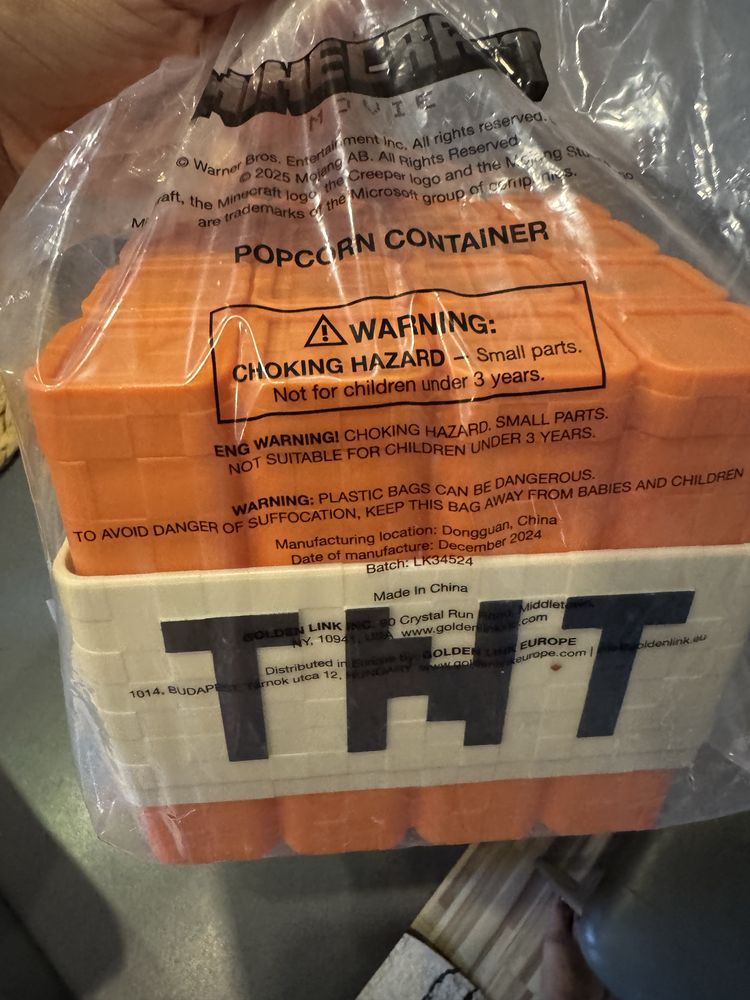 MINECRAFT
MOVIE
© Warner Bros. Entertainment Inc. All rights reserved.
© 2025 Mojang AB. All Rights Reserved.
raft, the Minecraft logo, the Creeper logo and the Mojang Stu
are trademarks of the Microsoft group of companies.
POPCORN CONTAINER
WARNING:
CHOKING HAZARD – Small parts.
Not for children under 3 years.
ENG WARNING! CHOKING HAZARD. SMALL PARTS.
NOT SUITABLE FOR CHILDREN UNDER 3 YEARS.
WARNING: PLASTIC BAGS CAN BE DANGEROUS.
TO AVOID DANGER OF SUFFOCATION, KEEP THIS BAG AWAY FROM BABIES AND CHILDREN
Manufacturing location: Dongguan, China
Date of manufacture: December 2024
Batch: LK34524
Made In China
GOLDEN LINK INC. 90 Crystal Run Road, Middletown,
NY, 10941, USA
Distributed in Europe by: GOLDEN LINK EUROPE
1014, BUDAPEST, utca 12, HUNGARY
TNT